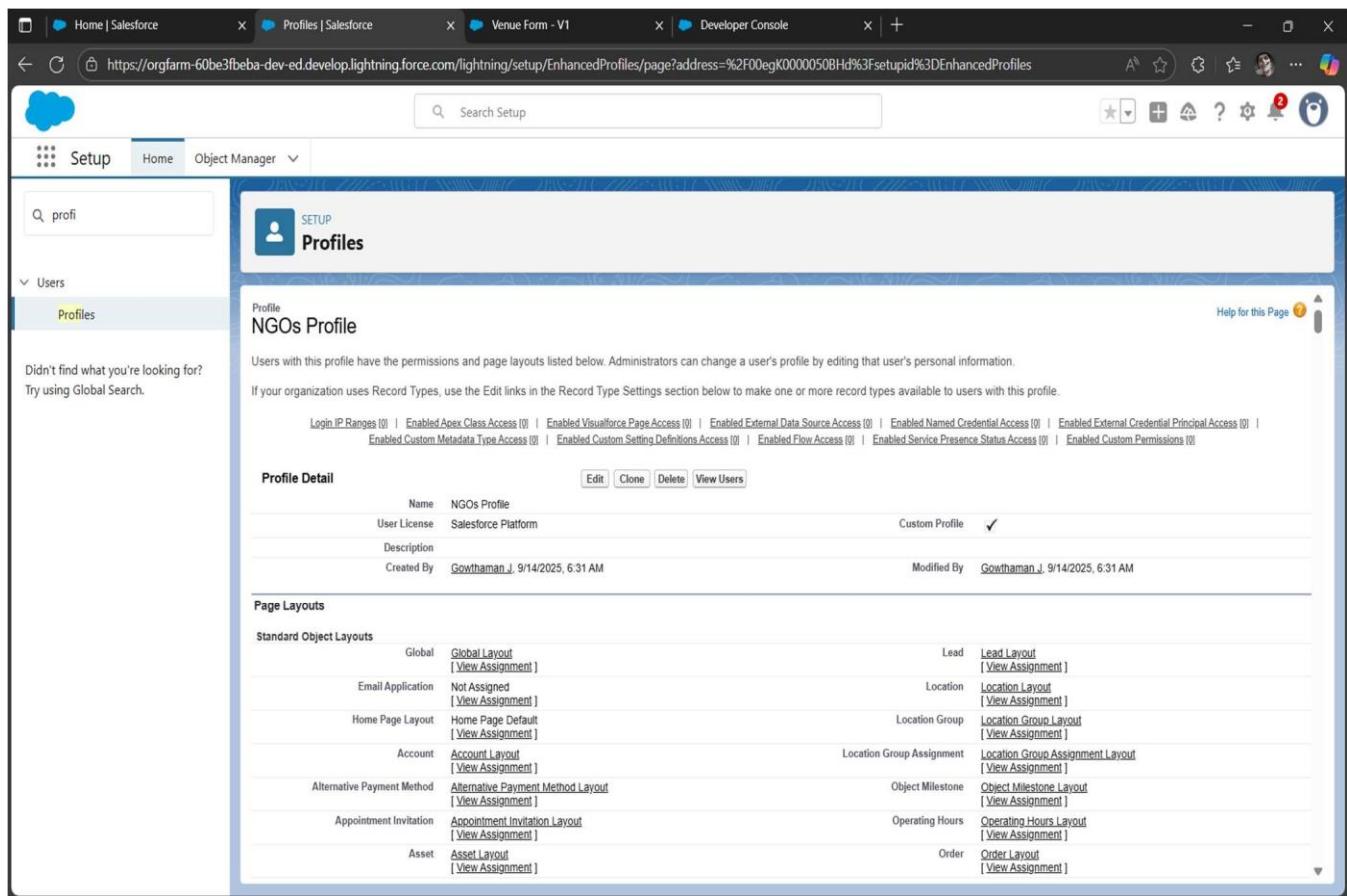 Home | Salesforce
Profiles | Salesforce
Venue Form - V1
Developer Console
https://orgfarm-60be3fbeba-dev-ed.develop.lightning.force.com/lightning/setup/EnhancedProfiles/page?address=%2F00egK0000050BHd%3Fsetupid%3DEnhancedProfiles
Search Setup
2
Setup Home Object Manager
profi
Users
Profiles
Didn't find what you're looking for?
Try using Global Search.
SETUP
Profiles
Profile
NGOs Profile
Help for this Page
Users with this profile have the permissions and page layouts listed below. Administrators can change a user's profile by editing that user's personal information.
If your organization uses Record Types, use the Edit links in the Record Type Settings section below to make one or more record types available to users with this profile.
Login IP Ranges [0] | Enabled Apex Class Access [0] | Enabled Visualforce Page Access [0] | Enabled External Data Source Access [0] | Enabled Named Credential Access [0] | Enabled External Credential Principal Access [0] |
Enabled Custom Metadata Type Access [0] | Enabled Custom Setting Definitions Access [0] | Enabled Flow Access [0] | Enabled Service Presence Status Access [0] | Enabled Custom Permissions [0]
Profile Detail Edit Clone Delete View Users
Name NGOs Profile
User License Salesforce Platform Custom Profile ✓
Description
Created By Gowthaman J, 9/14/2025, 6:31 AM Modified By Gowthaman J, 9/14/2025, 6:31 AM
Page Layouts
Standard Object Layouts
Global Global Layout Lead Lead Layout
[ View Assignment ] [ View Assignment ]
Email Application Not Assigned Location Location Layout
[ View Assignment ] [ View Assignment ]
Home Page Layout Home Page Default Location Group Location Group Layout
[ View Assignment ] [ View Assignment ]
Account Account Layout Location Group Assignment Location Group Assignment Layout
[ View Assignment ] [ View Assignment ]
Alternative Payment Method Alternative Payment Method Layout Object Milestone Object Milestone Layout
[ View Assignment ] [ View Assignment ]
Appointment Invitation Appointment Invitation Layout Operating Hours Operating Hours Layout
[ View Assignment ] [ View Assignment ]
Asset Asset Layout Order Order Layout
[ View Assignment ] [ View Assignment ]